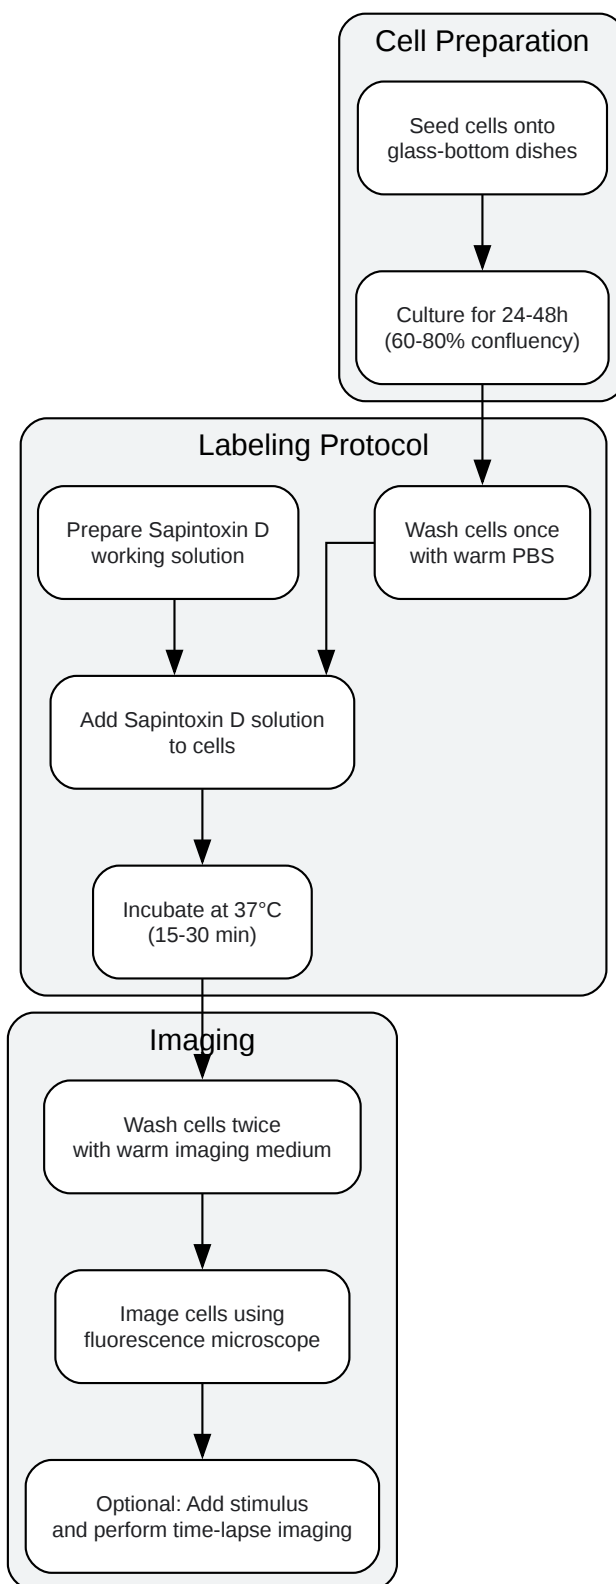 Cell Preparation
Seed cells onto
glass-bottom dishes
Culture for 24-48h
(60-80% confluency)
Labeling Protocol
Prepare Sapintoxin D
working solution
Wash cells once
with warm PBS
Add Sapintoxin D solution
to cells
Incubate at 37°C
(15-30 min)
Imaging
Wash cells twice
with warm imaging medium
Image cells using
fluorescence microscope
Optional: Add stimulus
and perform time-lapse imaging